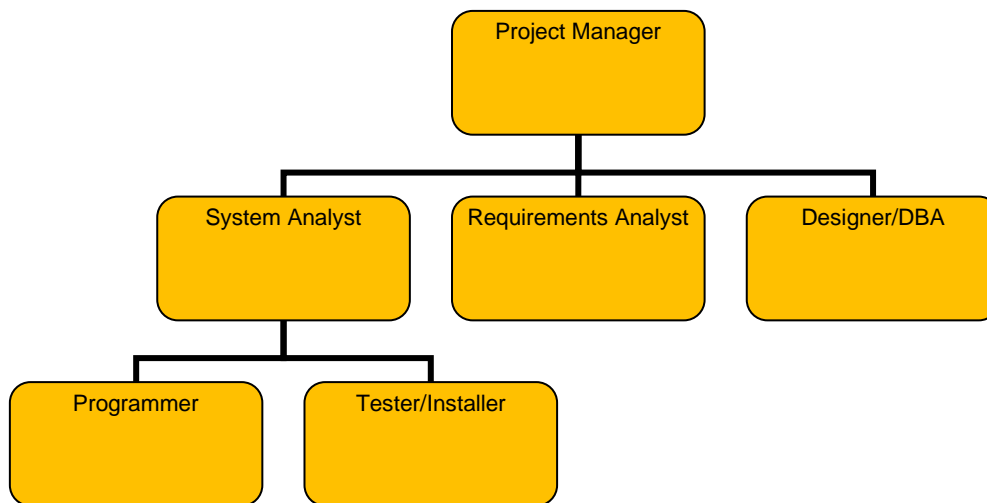 Project Manager
System Analyst
Requirements Analyst
Designer/DBA
Programmer
Tester/Installer